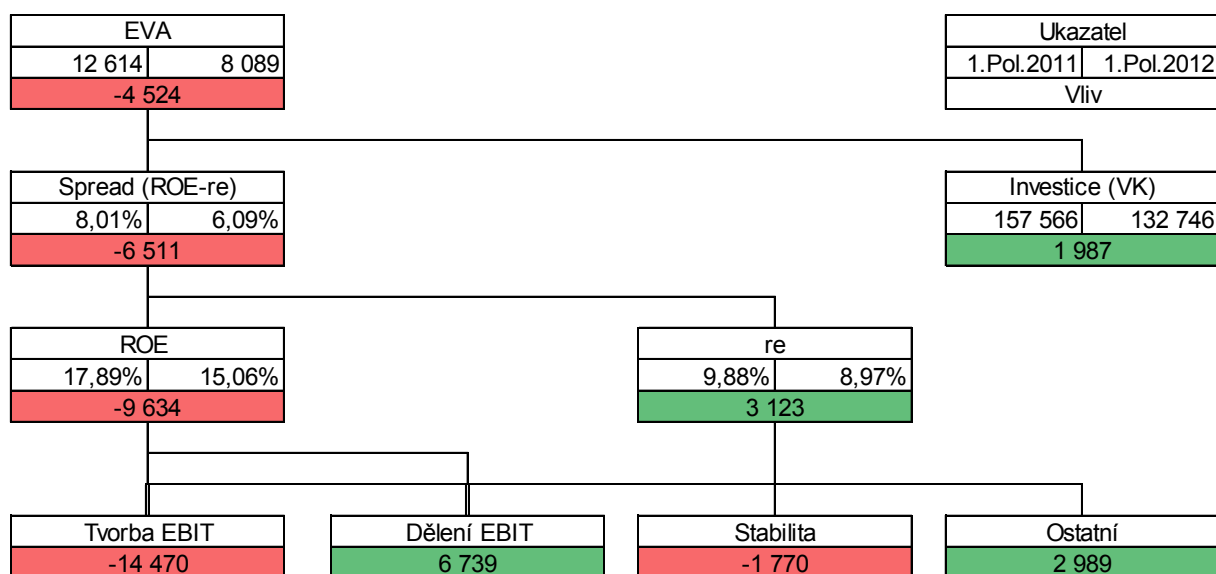 EVA
12 614 8 089
-4 524
Ukazatel
1.Pol.2011 1.Pol.2012
Vliv
Spread (ROE-re)
8,01% 6,09%
-6 511
Investice (VK)
157 566 132 746
1 987
ROE
17,89% 15,06%
-9 634
re
9,88% 8,97%
3 123
Tvorba EBIT
-14 470
Dělení EBIT
6 739
Stabilita
-1 770
Ostatní
2 989